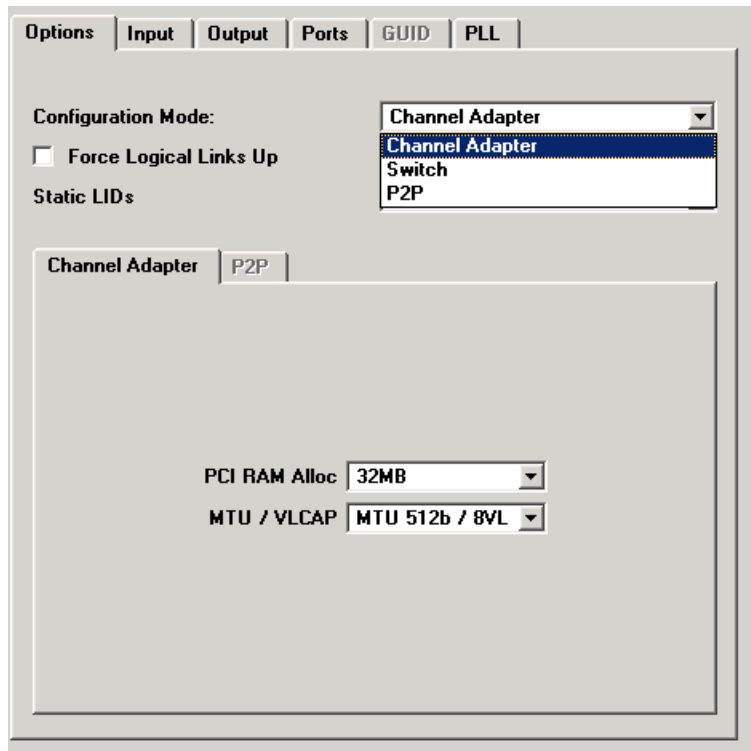 Options Input Output Ports GUID PLL
Configuration Mode: Channel Adapter
Channel Adapter
Force Logical Links Up
Switch
Static LIDs
P2P
Channel Adapter P2P
PCI RAM Alloc 32MB
MTU / VLCAP MTU 512b / 8VL